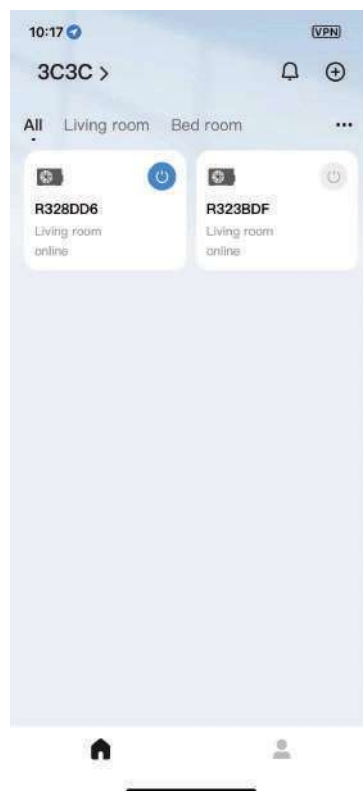 10:17
VPN
3C3C >
All Living room Bed room
R328DD6
Living room
online
R323BDF
Living room
online